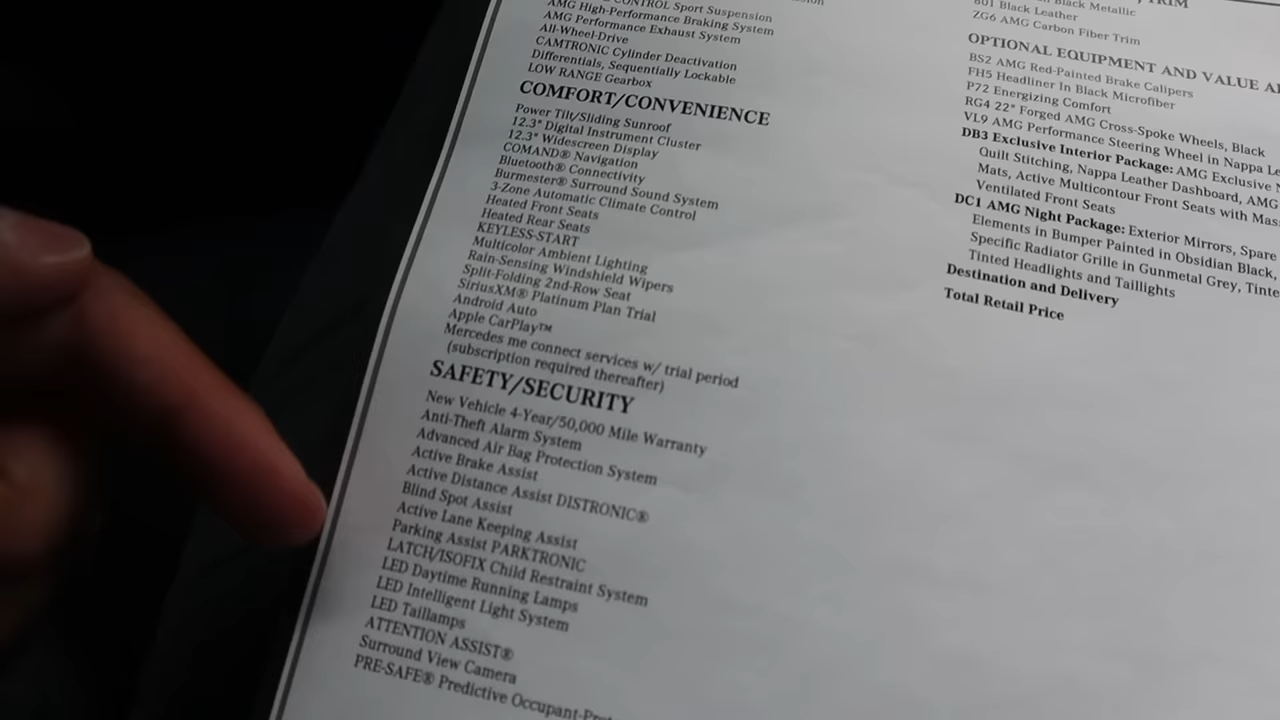 CONTROL Sport Suspension
AMG High-Performance Braking System
AMG Performance Exhaust System
All-Wheel-Drive
CAMTRONIC Cylinder Deactivation
Differentials, Sequentially Lockable
LOW RANGE Gearbox
COMFORT/CONVENIENCE
Power Tilt/Sliding Sunroof
12.3" Digital Instrument Cluster
12.3" Widescreen Display
COMAND® Navigation
Bluetooth® Connectivity
Burmester® Surround Sound System
3-Zone Automatic Climate Control
Heated Front Seats
Heated Rear Seats
KEYLESS-START
Multicolor Ambient Lighting
Rain-Sensing Windshield Wipers
Split-Folding 2nd-Row Seat
SiriusXM® Platinum Plan Trial
Android Auto
Apple CarPlay™
Mercedes me connect services w/ trial period
(subscription required thereafter)
SAFETY/SECURITY
New Vehicle 4-Year/50,000 Mile Warranty
Anti-Theft Alarm System
Advanced Air Bag Protection System
Active Brake Assist
Active Distance Assist DISTRONIC®
Blind Spot Assist
Active Lane Keeping Assist
Parking Assist PARKTRONIC
LATCH/ISOFIX Child Restraint System
LED Daytime Running Lamps
LED Intelligent Light System
LED Taillamps
ATTENTION ASSIST®
Surround View Camera
PRE-SAFE® Predictive Occupant-Pro
TRIM
Black Metallic
801 Black Leather
ZG6 AMG Carbon Fiber Trim
OPTIONAL EQUIPMENT AND VALUE A
BS2 AMG Red-Painted Brake Calipers
FH5 Headliner In Black Microfiber
P72 Energizing Comfort
RG4 22" Forged AMG Cross-Spoke Wheels, Black
VL9 AMG Performance Steering Wheel in Nappa Le
DB3 Exclusive Interior Package: AMG Exclusive N
Quilt Stitching, Nappa Leather Dashboard, AMG
Mats, Active Multicontour Front Seats with Mas
Ventilated Front Seats
DC1 AMG Night Package: Exterior Mirrors, Spare
Elements in Bumper Painted in Obsidian Black,
Specific Radiator Grille in Gunmetal Grey, Tinte
Tinted Headlights and Taillights
Destination and Delivery
Total Retail Price